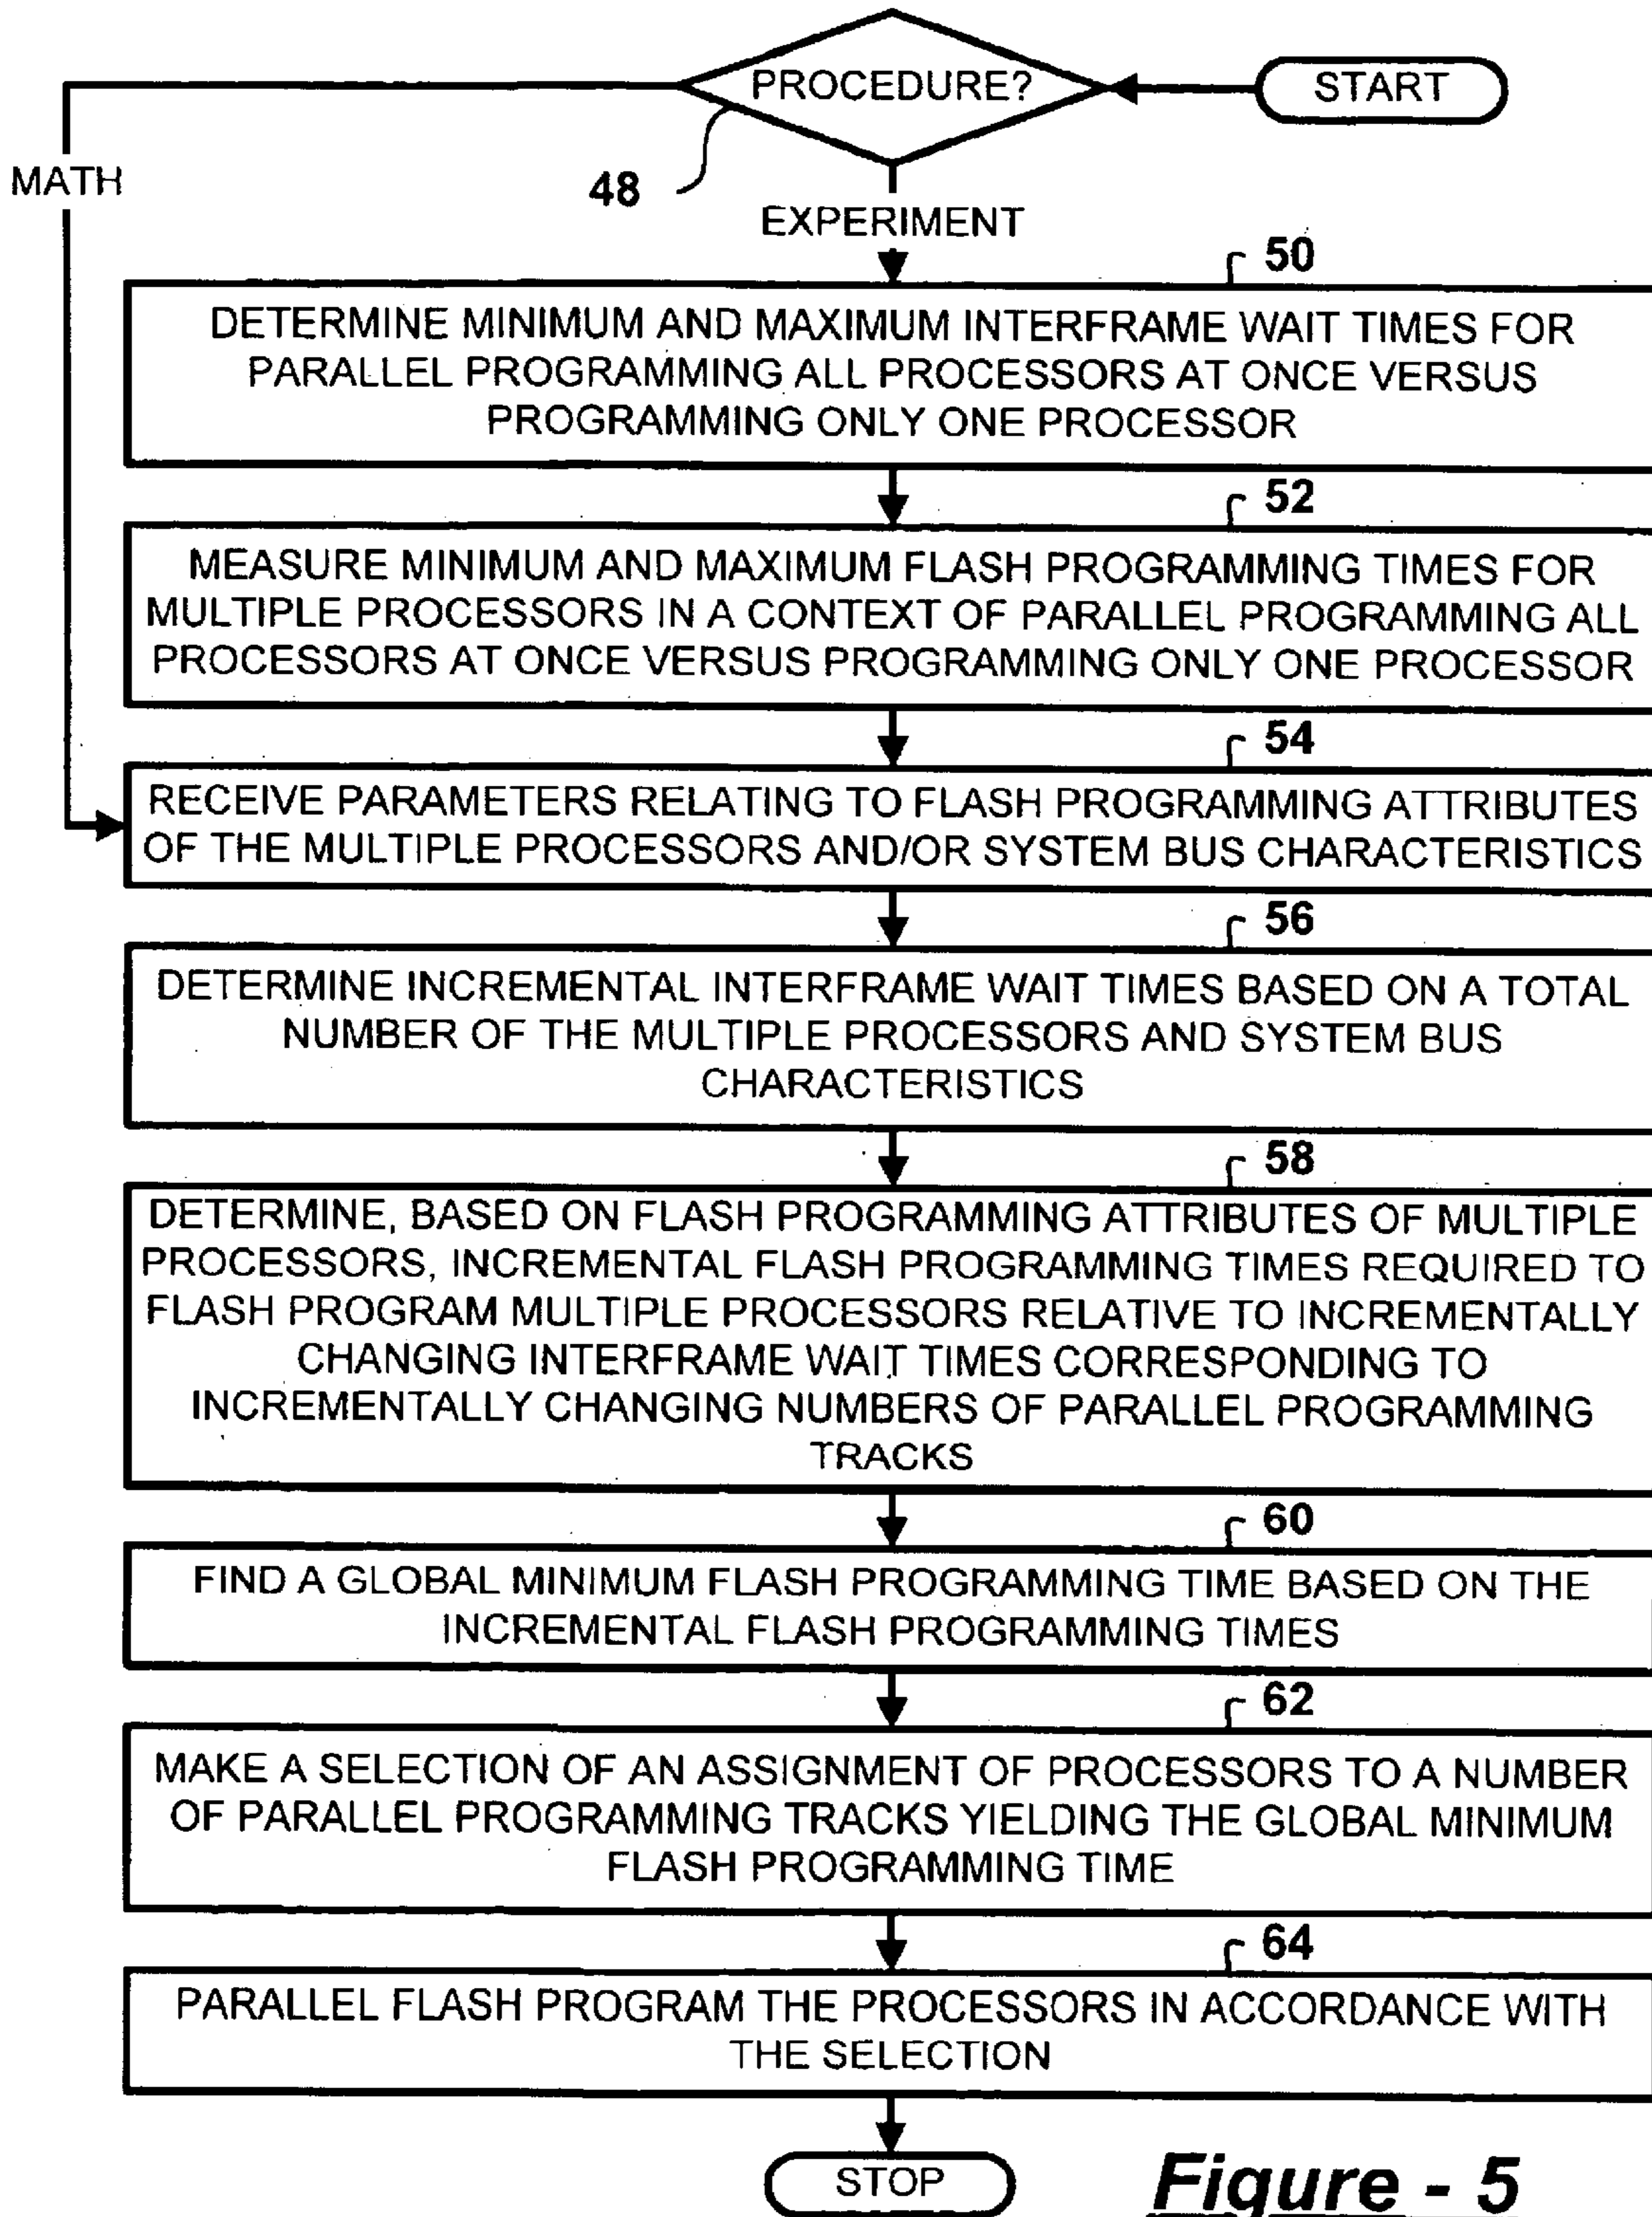 PROCEDURE?
START
MATH
48
EXPERIMENT
50
DETERMINE MINIMUM AND MAXIMUM INTERFRAME WAIT TIMES FOR
PARALLEL PROGRAMMING ALL PROCESSORS AT ONCE VERSUS
PROGRAMMING ONLY ONE PROCESSOR
52
MEASURE MINIMUM AND MAXIMUM FLASH PROGRAMMING TIMES FOR
MULTIPLE PROCESSORS IN A CONTEXT OF PARALLEL PROGRAMMING ALL
PROCESSORS AT ONCE VERSUS PROGRAMMING ONLY ONE PROCESSOR
54
RECEIVE PARAMETERS RELATING TO FLASH PROGRAMMING ATTRIBUTES
OF THE MULTIPLE PROCESSORS AND/OR SYSTEM BUS CHARACTERISTICS
56
DETERMINE INCREMENTAL INTERFRAME WAIT TIMES BASED ON A TOTAL
NUMBER OF THE MULTIPLE PROCESSORS AND SYSTEM BUS
CHARACTERISTICS
58
DETERMINE, BASED ON FLASH PROGRAMMING ATTRIBUTES OF MULTIPLE
PROCESSORS, INCREMENTAL FLASH PROGRAMMING TIMES REQUIRED TO
FLASH PROGRAM MULTIPLE PROCESSORS RELATIVE TO INCREMENTALLY
CHANGING INTERFRAME WAIT TIMES CORRESPONDING TO
INCREMENTALLY CHANGING NUMBERS OF PARALLEL PROGRAMMING
TRACKS
60
FIND A GLOBAL MINIMUM FLASH PROGRAMMING TIME BASED ON THE
INCREMENTAL FLASH PROGRAMMING TIMES
62
MAKE A SELECTION OF AN ASSIGNMENT OF PROCESSORS TO A NUMBER
OF PARALLEL PROGRAMMING TRACKS YIELDING THE GLOBAL MINIMUM
FLASH PROGRAMMING TIME
64
PARALLEL FLASH PROGRAM THE PROCESSORS IN ACCORDANCE WITH
THE SELECTION
STOP
Figure - 5